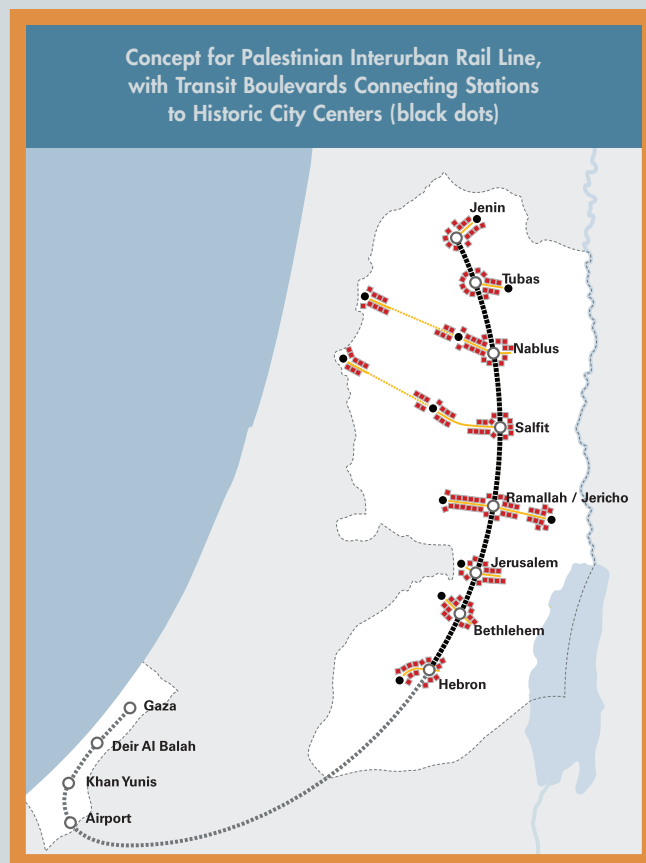 Concept for Palestinian Interurban Rail Line,
with Transit Boulevards Connecting Stations
to Historic City Centers (black dots)
Jenin
Tubas
Nablus
Salfit
Ramallah / Jericho
Jerusalem
Bethlehem
Hebron
Gaza
Deir Al Balah
Khan Yunis
Airport